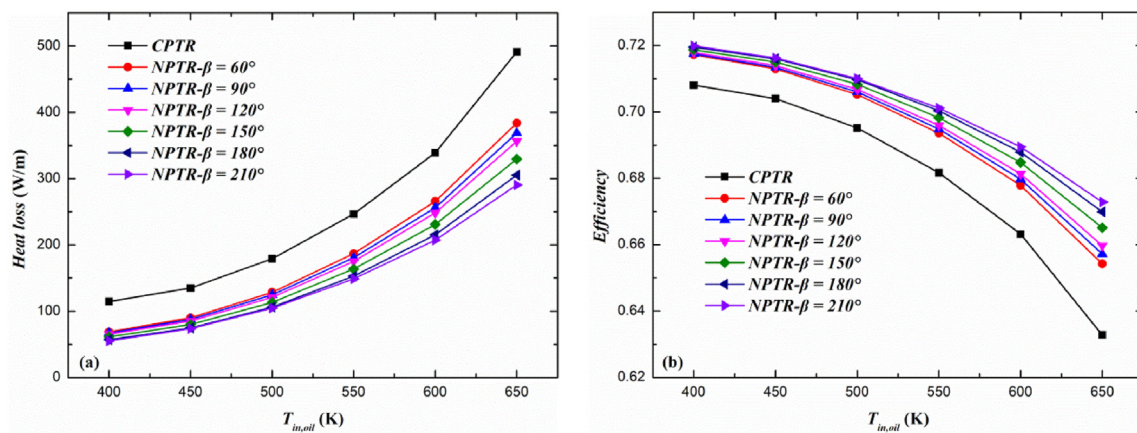 500
400
300
200
100
0
Heat loss (W/m)
CPTR
NPTR-β = 60°
NPTR-β = 90°
NPTR-β = 120°
NPTR-β = 150°
NPTR-β = 180°
NPTR-β = 210°
(a)
400 450 500 550 600 650
T in,oil (K)
0.72
0.70
0.68
0.66
0.64
0.62
Efficiency
CPTR
NPTR-β = 60°
NPTR-β = 90°
NPTR-β = 120°
NPTR-β = 150°
NPTR-β = 180°
NPTR-β = 210°
(b)
400 450 500 550 600 650
T in,oil (K)